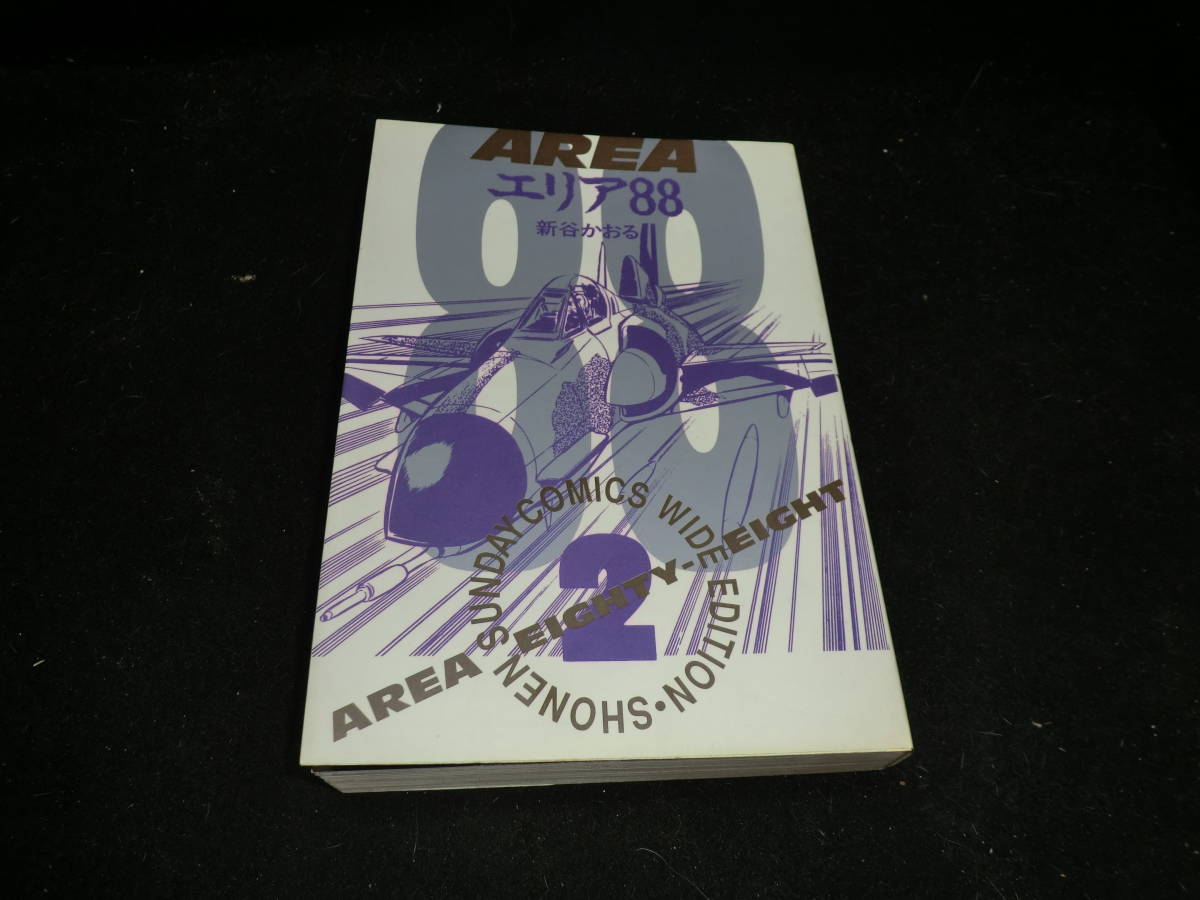 AREA
エリア88
新谷かおる
88
SHONEN SUNDAY COMICS WIDE EDITION•
2
AREA EIGHTY-EIGHT